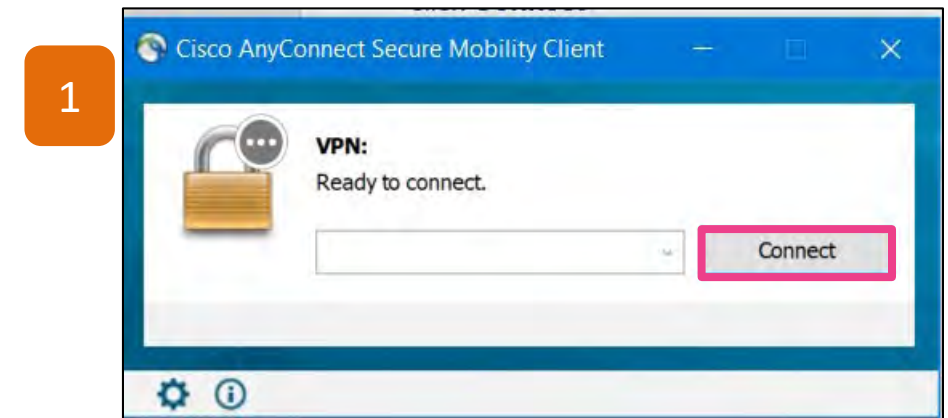 Cisco AnyConnect Secure Mobility Client
1
VPN:
Ready to connect.
Connect